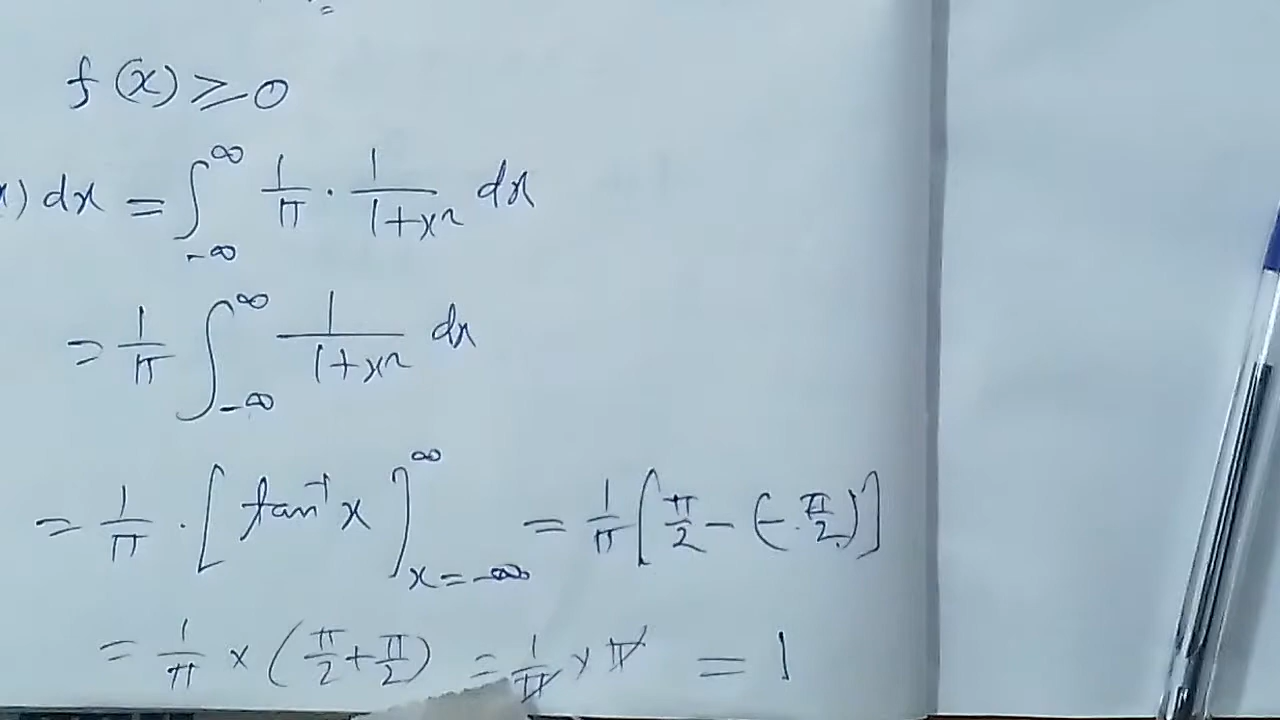 f(x) ≥ 0
x) dx = ∫_{-∞}^{∞} 1/π · 1/(1+x²) dx
= 1/π ∫_{-∞}^{∞} 1/(1+x²) dx
= 1/π · [tan⁻¹ x]_{x=-∞}^{∞} = 1/π [π/2 - (-π/2)]
= 1/π × (π/2 + π/2) = 1/π × π = 1